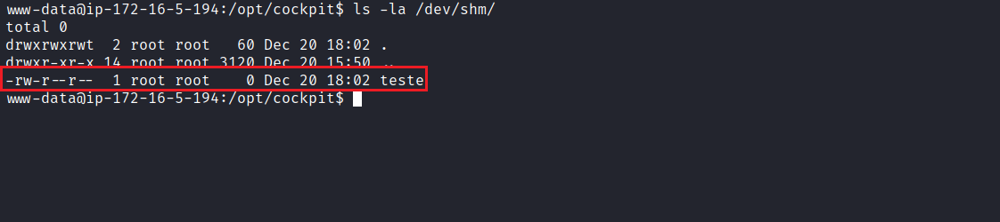 www-data@ip-172-16-5-194:/opt/cockpit$ ls -la /dev/shm/
total 0
drwxrwxrwt  2 root root   60 Dec 20 18:02 .
drwxr-xr-x 14 root root 3120 Dec 20 15:50 ..
-rw-r--r--  1 root root    0 Dec 20 18:02 teste
www-data@ip-172-16-5-194:/opt/cockpit$